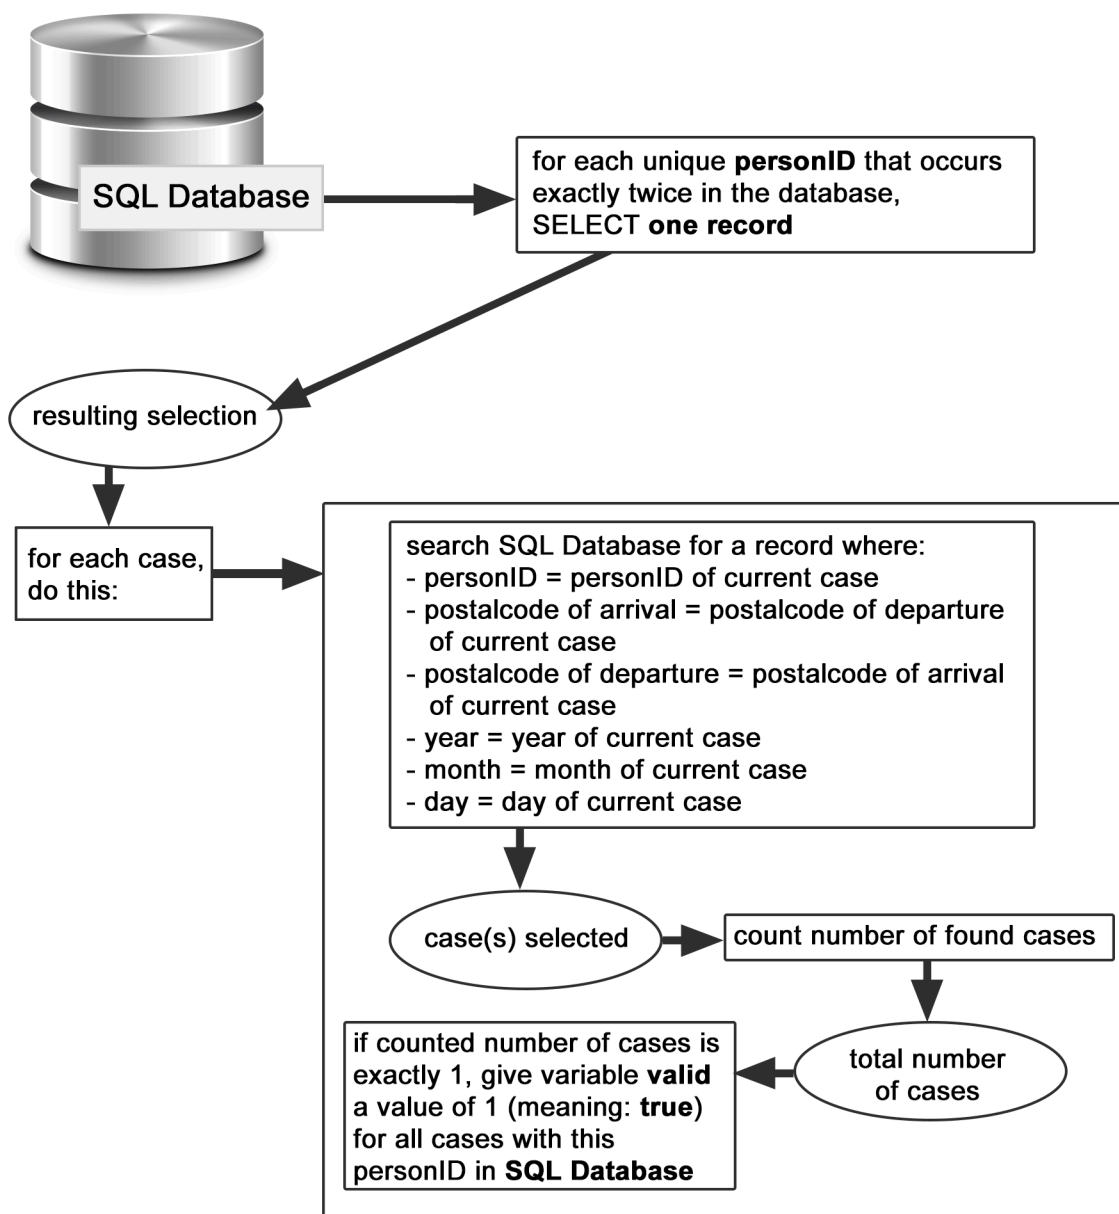 SQL Database
for each unique personID that occurs
exactly twice in the database,
SELECT one record
resulting selection
for each case,
do this:
search SQL Database for a record where:
- personID = personID of current case
- postalcode of arrival = postalcode of departure
of current case
- postalcode of departure = postalcode of arrival
of current case
- year = year of current case
- month = month of current case
- day = day of current case
case(s) selected
count number of found cases
total number
of cases
if counted number of cases is
exactly 1, give variable valid
a value of 1 (meaning: true)
for all cases with this
personID in SQL Database